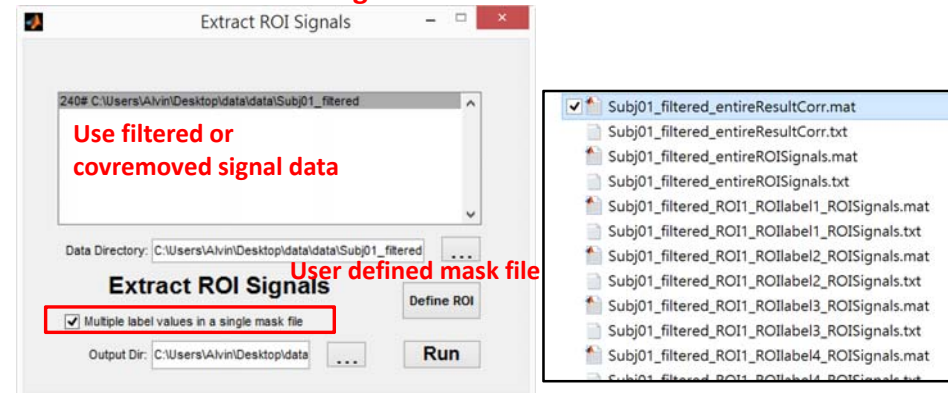 Extract ROI Signals
240# C:\Users\Alvin\Desktop\data\data\Subj01_filtered
Use filtered or
covremoved signal data
Data Directory: C:\Users\Alvin\Desktop\data\data\Subj01_filtered ...
User defined mask file
Extract ROI Signals
Define ROI
Multiple label values in a single mask file
Output Dir: C:\Users\Alvin\Desktop\data ... Run
Subj01_filtered_entireResultCorr.mat
Subj01_filtered_entireResultCorr.txt
Subj01_filtered_entireROISignals.mat
Subj01_filtered_entireROISignals.txt
Subj01_filtered_ROI1_ROIlabel1_ROISignals.mat
Subj01_filtered_ROI1_ROIlabel1_ROISignals.txt
Subj01_filtered_ROI1_ROIlabel2_ROISignals.mat
Subj01_filtered_ROI1_ROIlabel2_ROISignals.txt
Subj01_filtered_ROI1_ROIlabel3_ROISignals.mat
Subj01_filtered_ROI1_ROIlabel3_ROISignals.txt
Subj01_filtered_ROI1_ROIlabel4_ROISignals.mat
Subj01_filtered_ROI1_ROIlabel4_ROISignals.txt